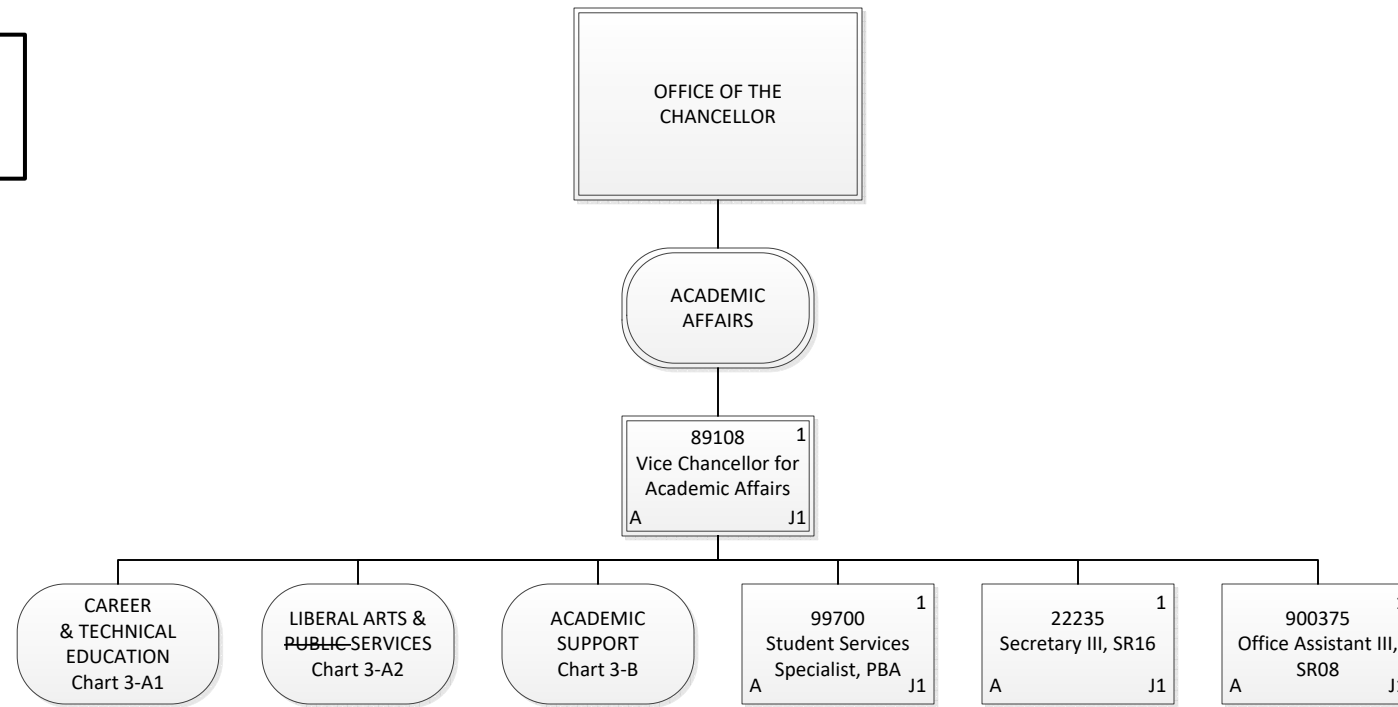 OFFICE OF THE
CHANCELLOR
ACADEMIC
AFFAIRS
89108 1
Vice Chancellor for
Academic Affairs
A J1
CAREER
& TECHNICAL
EDUCATION
Chart 3-A1
LIBERAL ARTS &
PUBLIC SERVICES
Chart 3-A2
ACADEMIC
SUPPORT
Chart 3-B
1
99700
Student Services
Specialist, PBA
A J1
1
22235
Secretary III, SR16
A J1
900375
Office Assistant III,
SR08
A